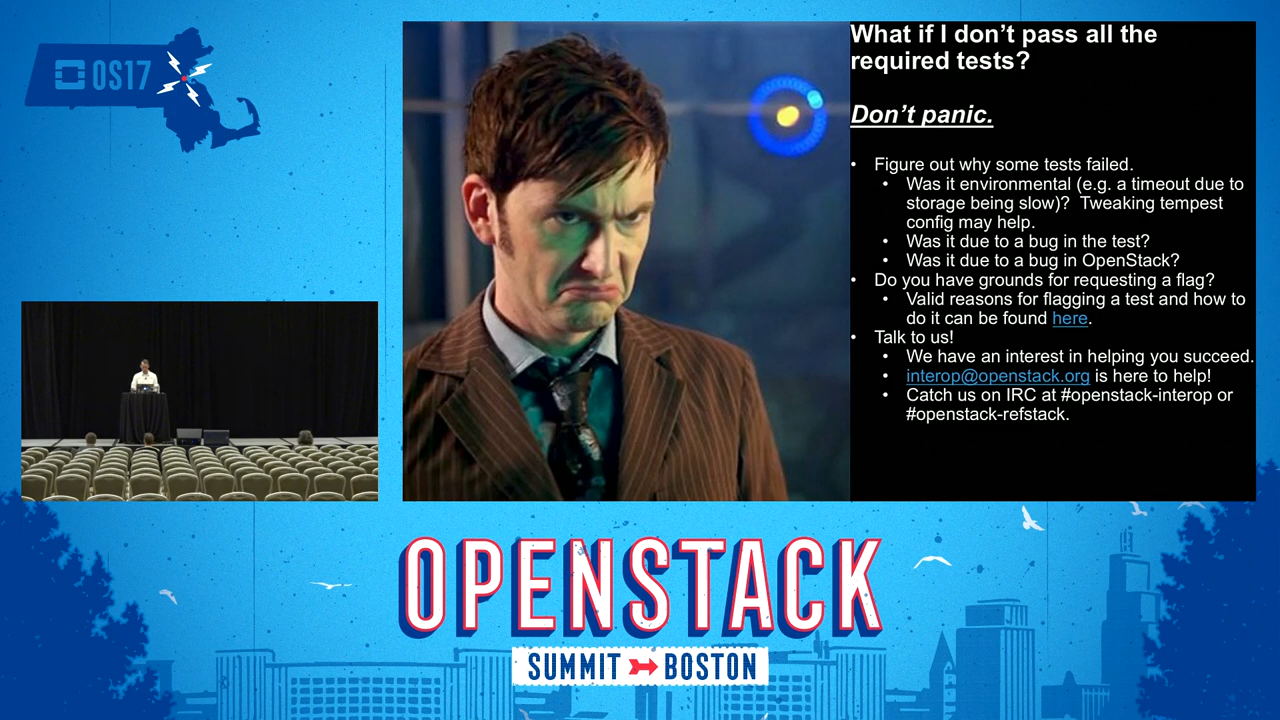 OS17
What if I don't pass all the
required tests?
Don't panic.
• Figure out why some tests failed.
• Was it environmental (e.g. a timeout due to
storage being slow)?  Tweaking tempest
config may help.
• Was it due to a bug in the test?
• Was it due to a bug in OpenStack?
• Do you have grounds for requesting a flag?
• Valid reasons for flagging a test and how to
do it can be found here.
• Talk to us!
• We have an interest in helping you succeed.
• interop@openstack.org is here to help!
• Catch us on IRC at #openstack-interop or
#openstack-refstack.
OPENSTACK
SUMMIT BOSTON